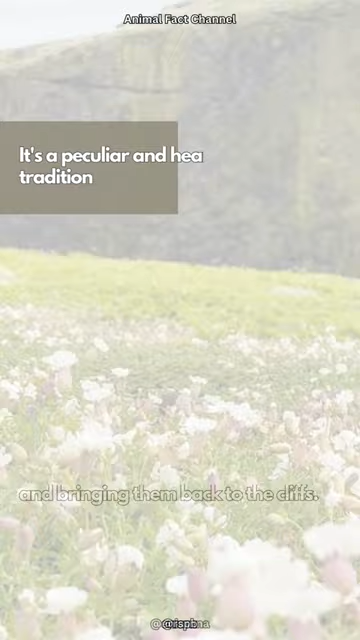 Animal Fact Channel
It's a peculiar and hea
tradition
and bringing them back to the cliffs.